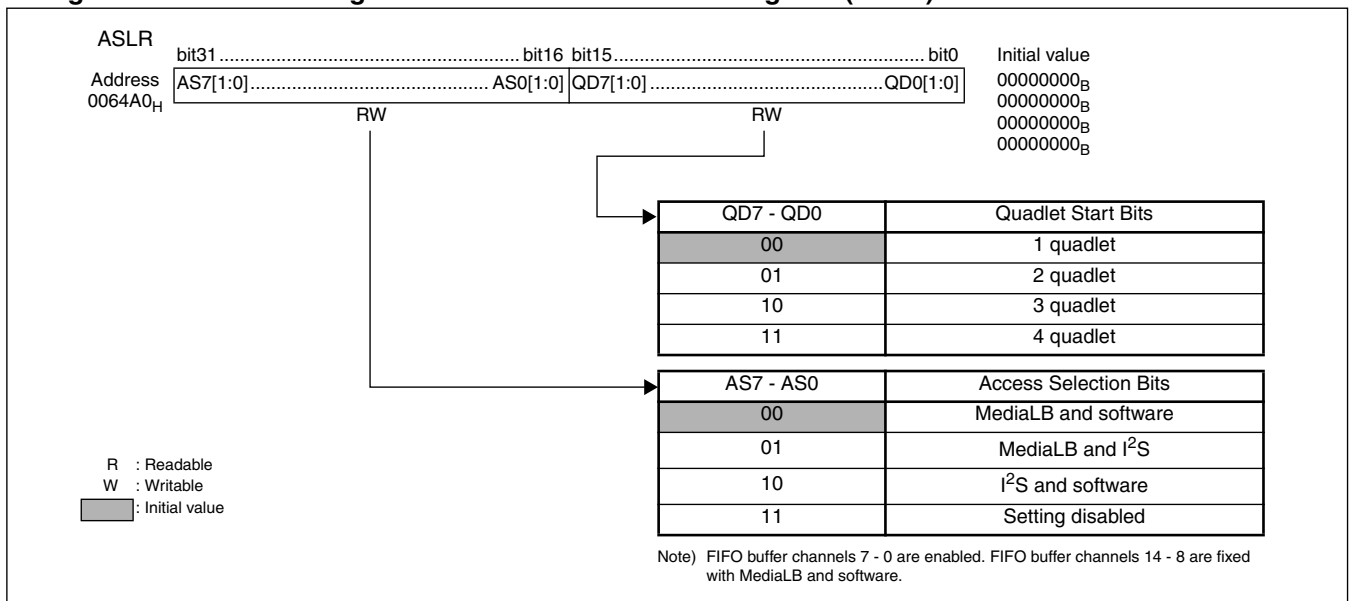 ASLR
bit31.................................................... bit16 bit15............................................................ bit0 Initial value
Address AS7[1:0].............................................. AS0[1:0] QD7[1:0].............................................QD0[1:0] 00000000B
0064A0H 00000000B
RW RW 00000000B
00000000B
QD7 - QD0 Quadlet Start Bits
00 1 quadlet
01 2 quadlet
10 3 quadlet
11 4 quadlet
AS7 - AS0 Access Selection Bits
00 MediaLB and software
01 MediaLB and I2S
10 I2S and software
11 Setting disabled
R : Readable
W : Writable
: Initial value
Note) FIFO buffer channels 7 - 0 are enabled. FIFO buffer channels 14 - 8 are fixed
with MediaLB and software.